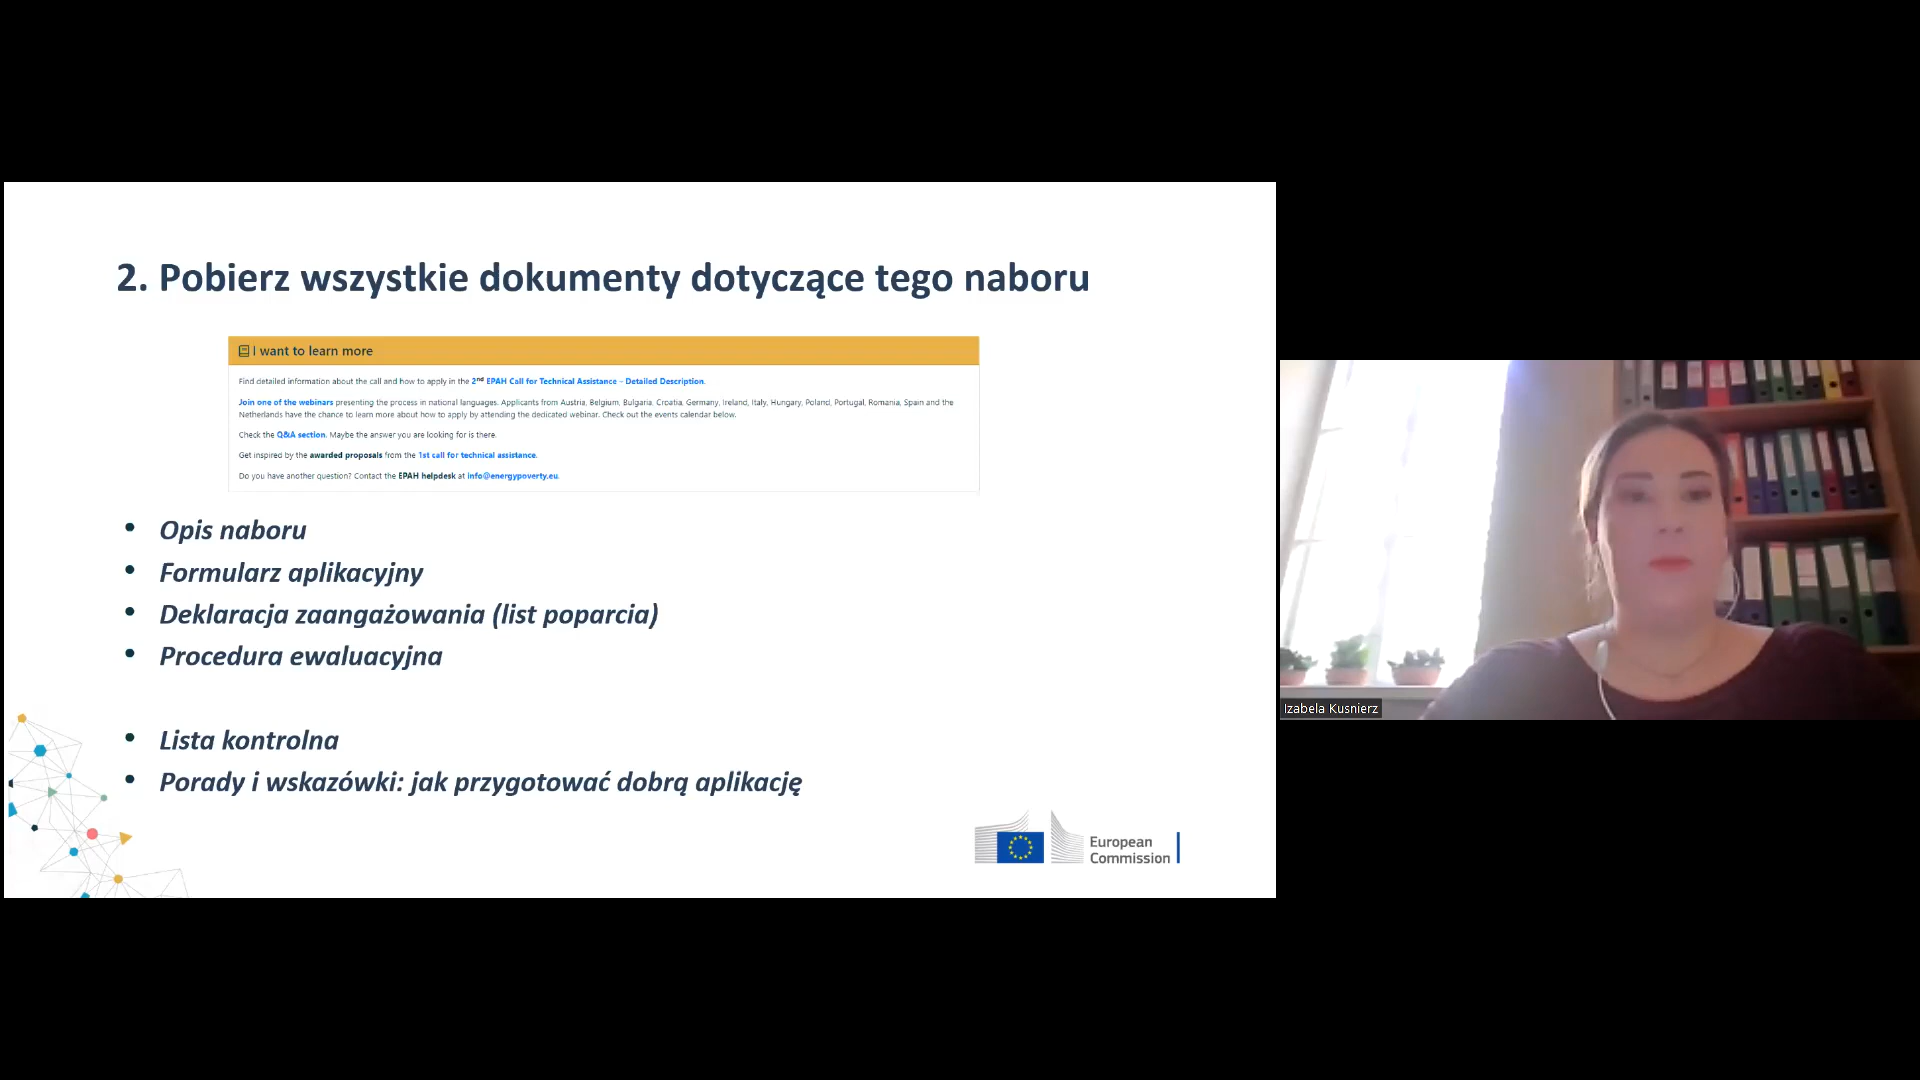 2. Pobierz wszystkie dokumenty dotyczące tego naboru
I want to learn more
Find detailed information about the call and how to apply in the 2nd EPAH Call for Technical Assistance - Detailed Description.
Join one of the webinars presenting the process in national languages. Applicants from Austria, Belgium, Bulgaria, Croatia, Germany, Ireland, Italy, Hungary, Poland, Portugal, Romania, Spain and the
Netherlands have the chance to learn more about how to apply by attending the dedicated webinar. Check out the events calendar below.
Check the Q&A section. Maybe the answer you are looking for is there.
Get inspired by the awarded proposals from the 1st call for technical assistance.
Do you have another question? Contact the EPAH helpdesk at info@energypoverty.eu.
• Opis naboru
• Formularz aplikacyjny
• Deklaracja zaangażowania (list poparcia)
• Procedura ewaluacyjna
• Lista kontrolna
• Porady i wskazówki: jak przygotować dobrą aplikację
European
Commission
Izabela Kusnierz